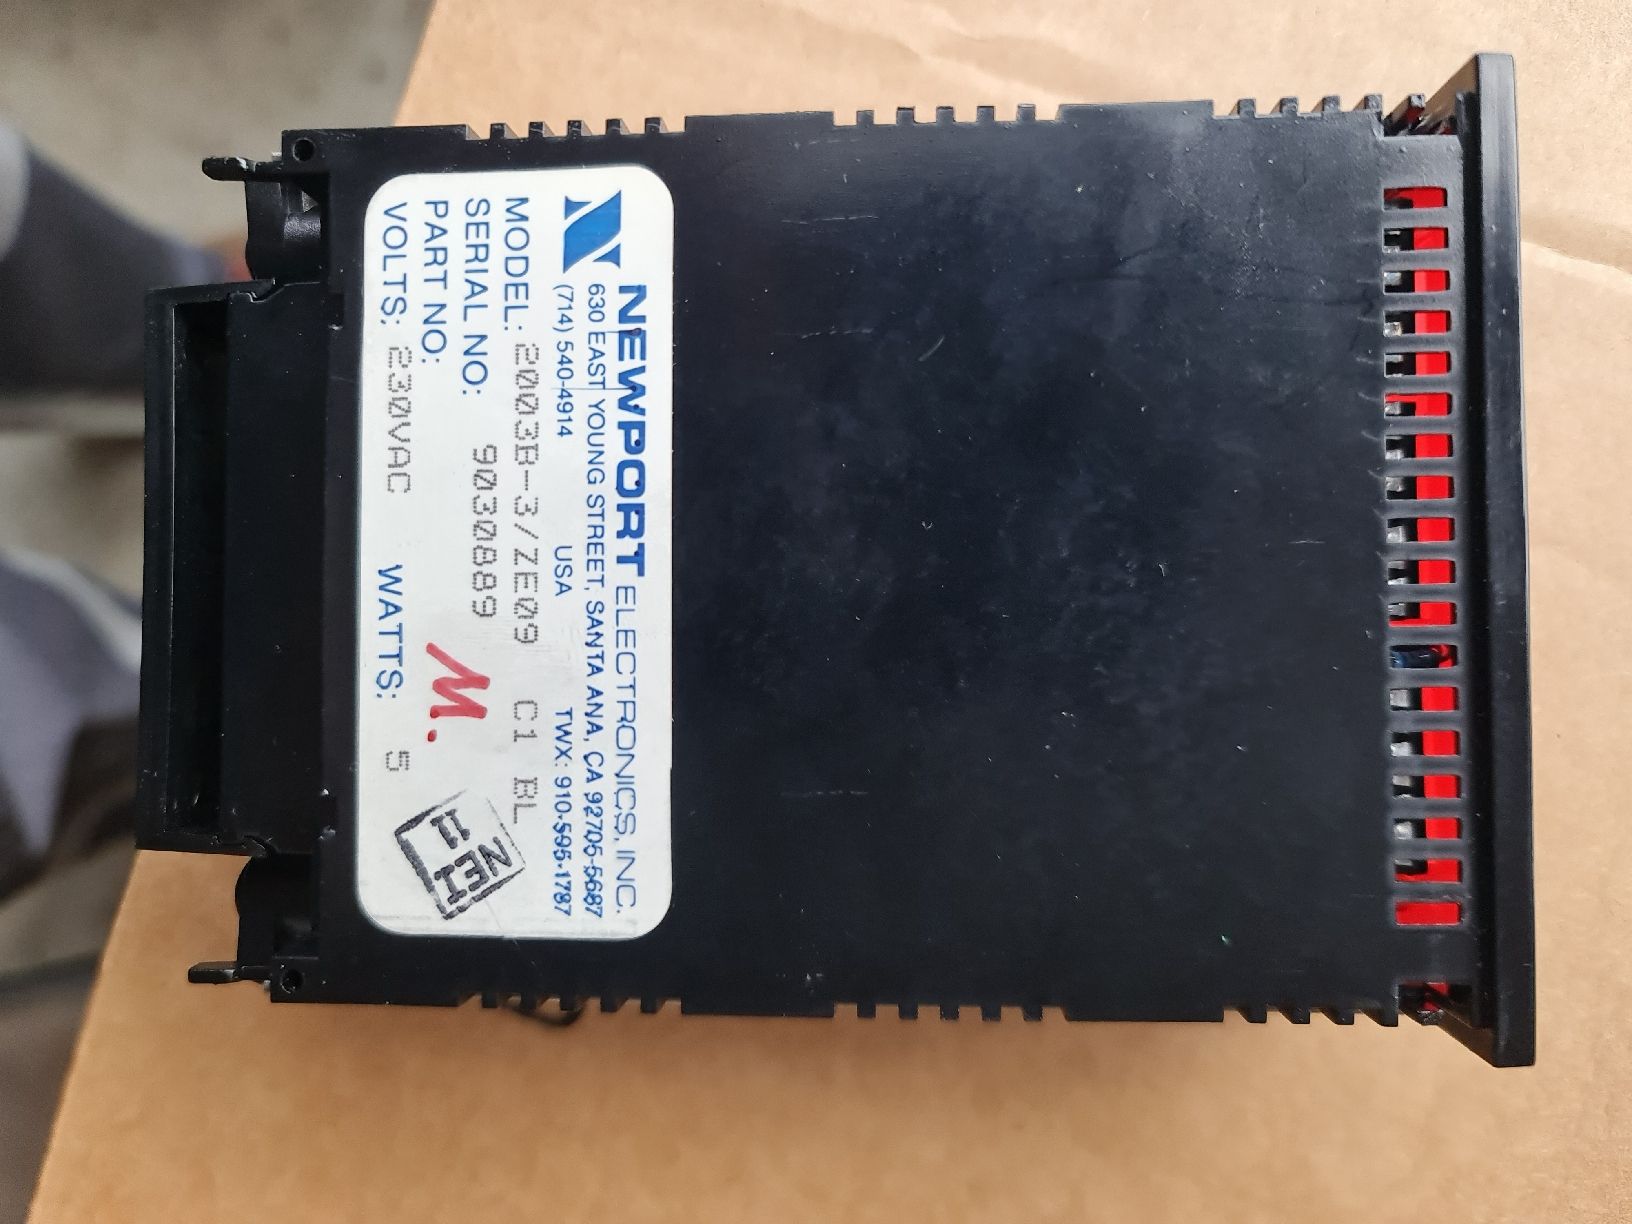 NEWPORT ELECTRONICS, INC.
630 EAST YOUNG STREET, SANTA ANA, CA 92705-5687
(714) 540-4914 USA TWX: 910-595-1787
MODEL: 2003B-3/ZE09 C1 BL
SERIAL NO: 9030889
PART NO: M.
VOLTS: 230VAC WATTS: 5
NEI
11